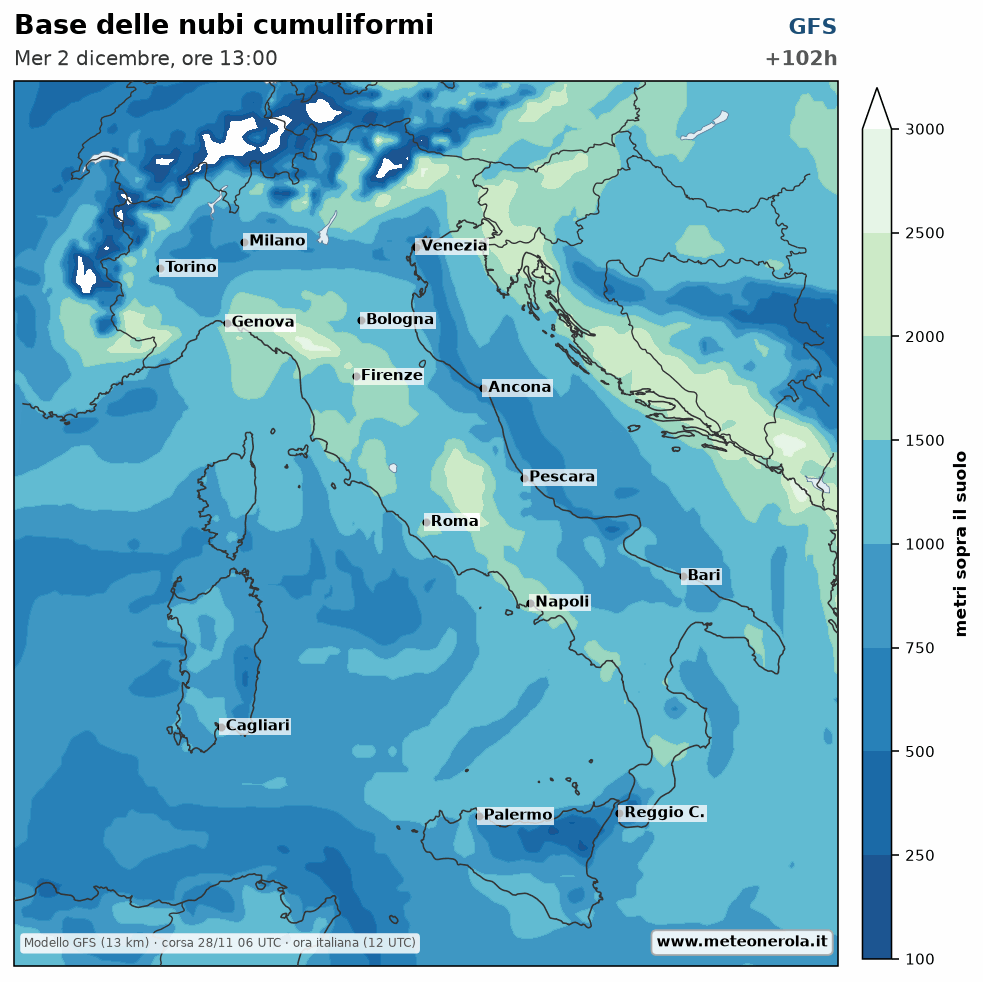 Base delle nubi cumuliformi
GFS
Mer 2 dicembre, ore 13:00
+102h
Milano
Venezia
Torino
Genova
Bologna
Firenze
Ancona
Pescara
Roma
Bari
Napoli
Cagliari
Palermo
Reggio C.
3000
2500
2000
1500
1000
750
500
250
100
metri sopra il suolo
Modello GFS (13 km) · corsa 28/11 06 UTC · ora italiana (12 UTC)
www.meteonerola.it